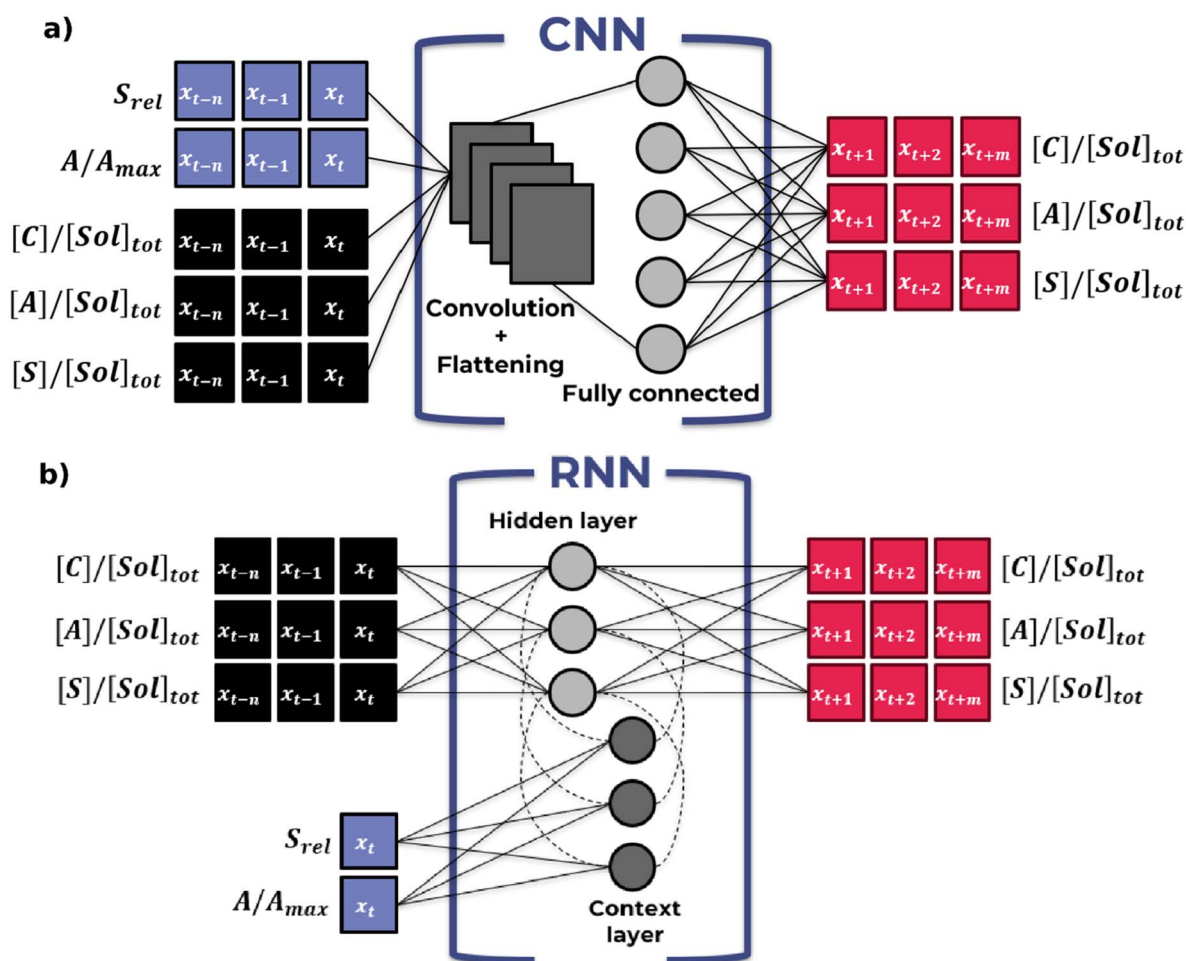 a)
CNN
S_rel x_{t-n} x_{t-1} x_t
A/A_max x_{t-n} x_{t-1} x_t
[C]/[Sol]_tot x_{t-n} x_{t-1} x_t
[A]/[Sol]_tot x_{t-n} x_{t-1} x_t
[S]/[Sol]_tot x_{t-n} x_{t-1} x_t
Convolution
+
Flattening
Fully connected
x_{t+1} x_{t+2} x_{t+m} [C]/[Sol]_tot
x_{t+1} x_{t+2} x_{t+m} [A]/[Sol]_tot
x_{t+1} x_{t+2} x_{t+m} [S]/[Sol]_tot
b)
RNN
Hidden layer
[C]/[Sol]_tot x_{t-n} x_{t-1} x_t
[A]/[Sol]_tot x_{t-n} x_{t-1} x_t
[S]/[Sol]_tot x_{t-n} x_{t-1} x_t
x_{t+1} x_{t+2} x_{t+m} [C]/[Sol]_tot
x_{t+1} x_{t+2} x_{t+m} [A]/[Sol]_tot
x_{t+1} x_{t+2} x_{t+m} [S]/[Sol]_tot
S_rel x_t
A/A_max x_t
Context
layer